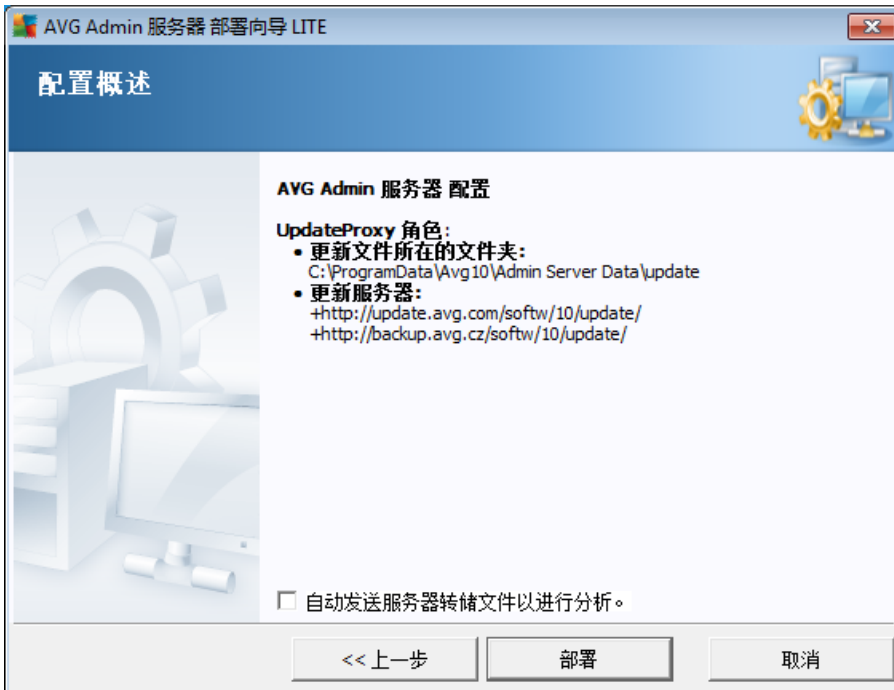 AVG Admin 服务器 部署向导 LITE
配置概述
AVG Admin 服务器 配置
UpdateProxy 角色:
• 更新文件所在的文件夹:
C:\ProgramData\Avg10\Admin Server Data\update
• 更新服务器:
+http://update.avg.com/softw/10/update/
+http://backup.avg.cz/softw/10/update/
自动发送服务器转储文件以进行分析。
<< 上一步
部署
取消